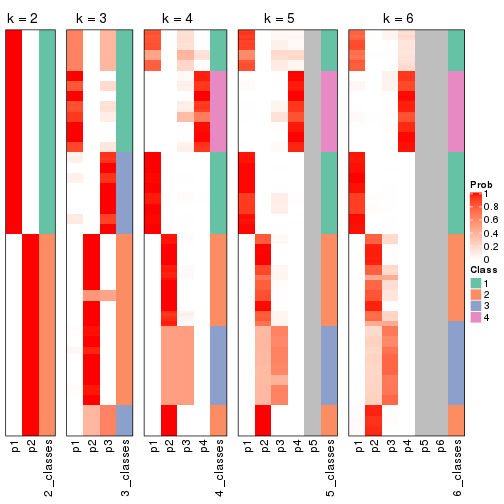 k = 2
k = 3
k = 4
k = 5
k = 6
Prob
1
0.8
0.6
0.4
0.2
0
Class
1
2
3
4
p1
p2
2_classes
p1
p2
p3
3_classes
p1
p2
p3
p4
4_classes
p1
p2
p3
p4
p5
5_classes
p1
p2
p3
p4
p5
p6
6_classes